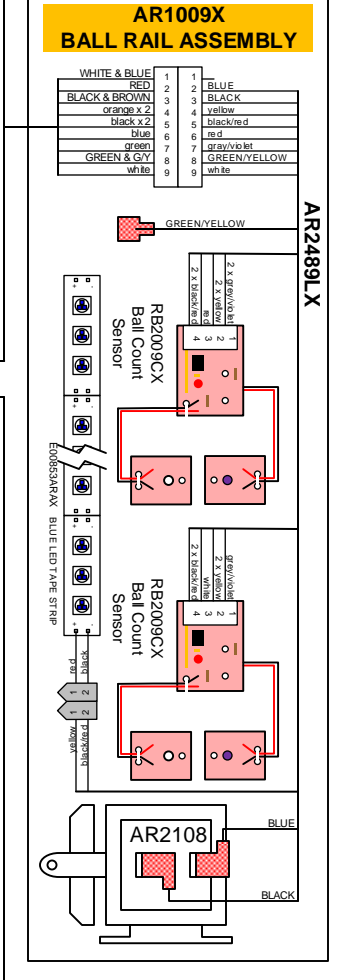 AR1009X
BALL RAIL ASSEMBLY
WHITE & BLUE 1 1
RED 2 2 BLUE
BLACK & BROWN 3 3 BLACK
orange x 2 4 4 yellow
black x 2 5 5 black/red
blue 6 6 red
green 7 7 gray/violet
GREEN & G/Y 8 8 GREEN/YELLOW
white 9 9 white
GREEN/YELLOW
AR2489LX
2 x grey/violet 1
2 x yellow 2
red 3
2 x black/red 4
RB2009CX
Ball Count
Sensor
E00853ARAX BLUE LED TAPE STRIP
grey/violet 1
2 x yellow 2
white 3
2 x black/red 4
RB2009CX
Ball Count
Sensor
+ -
+ -
+ -
+ -
black 2 2 black/red
red 1 1 yellow
BLUE
AR2108
BLACK